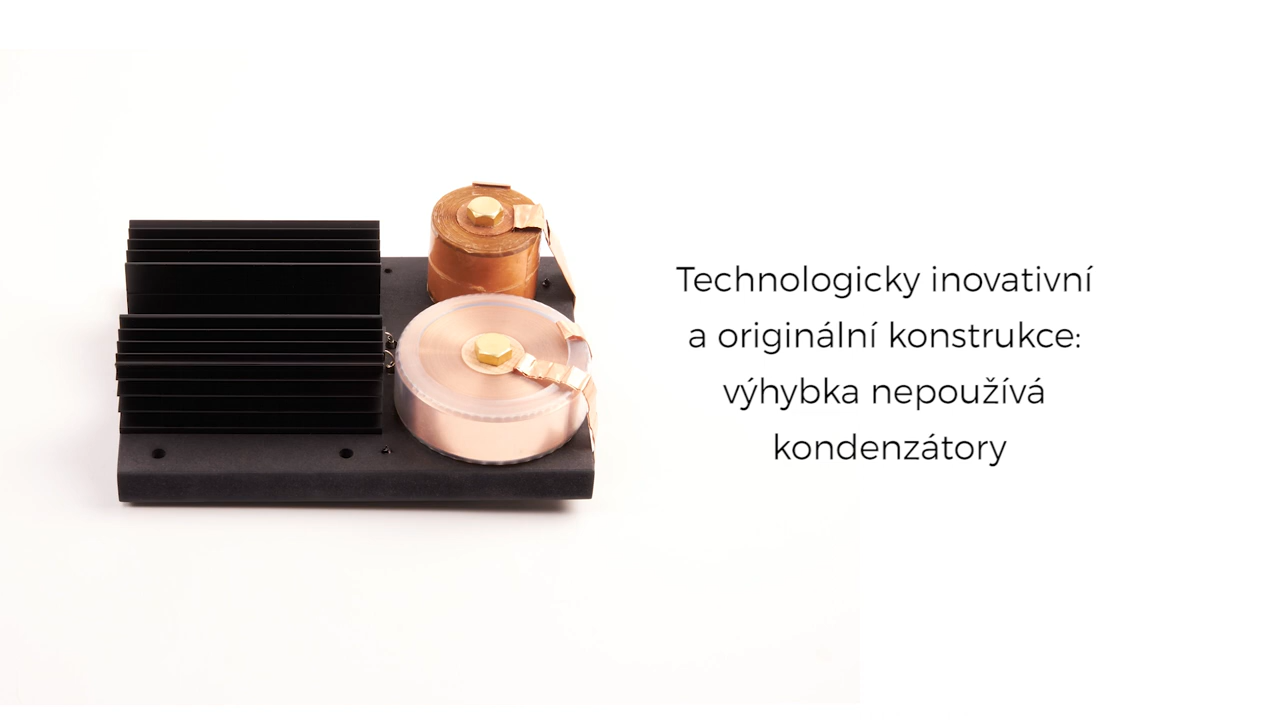 Technologicky inovativní
a originální konstrukce:
výhybka nepoužívá
kondenzátory